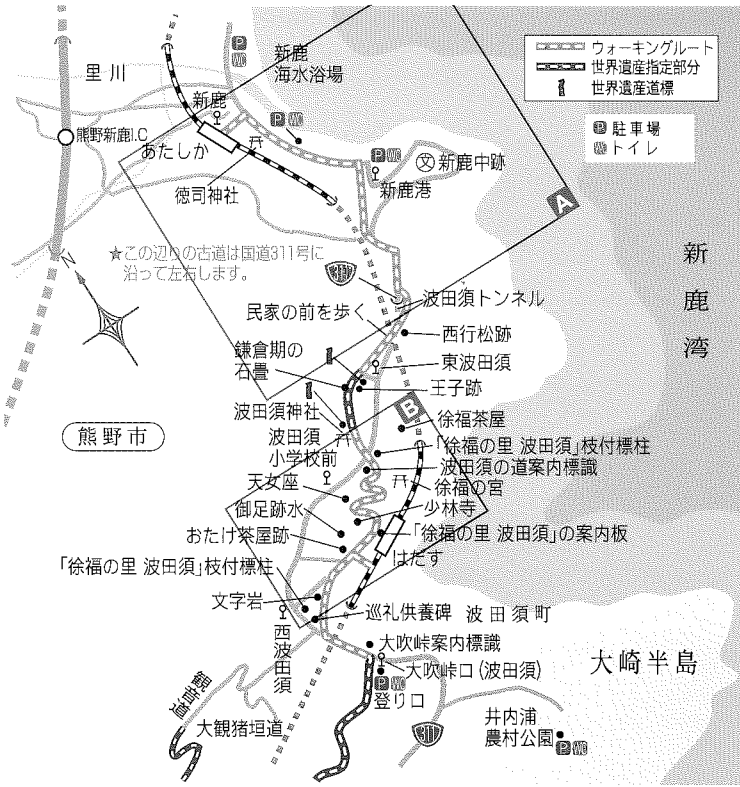 P
WC
新鹿
海水浴場
里川
新鹿
P WC
熊野新鹿I.C
あたしか
徳司神社
P WC
新鹿港
文 新鹿中跡
ウォーキングルート
世界遺産指定部分
世界遺産道標
P 駐車場
WC トイレ
A
★この辺りの古道は国道311号に
沿って左右します。
N
311
新鹿湾
波田須トンネル
民家の前を歩く
西行松跡
鎌倉期の
石畳
東波田須
王子跡
波田須神社
B
徐福茶屋
熊野市
波田須
小学校前
「徐福の里 波田須」枝付標柱
波田須の道案内標識
天女座
徐福の宮
御足跡水
少林寺
おたけ茶屋跡
「徐福の里 波田須」の案内板
はだす
「徐福の里 波田須」枝付標柱
文字岩
巡礼供養碑
波田須町
西波田須
大吹峠案内標識
大吹峠口(波田須)
大崎半島
P WC
登り口
観音道
大観猪垣道
311
井内浦
農村公園
P WC